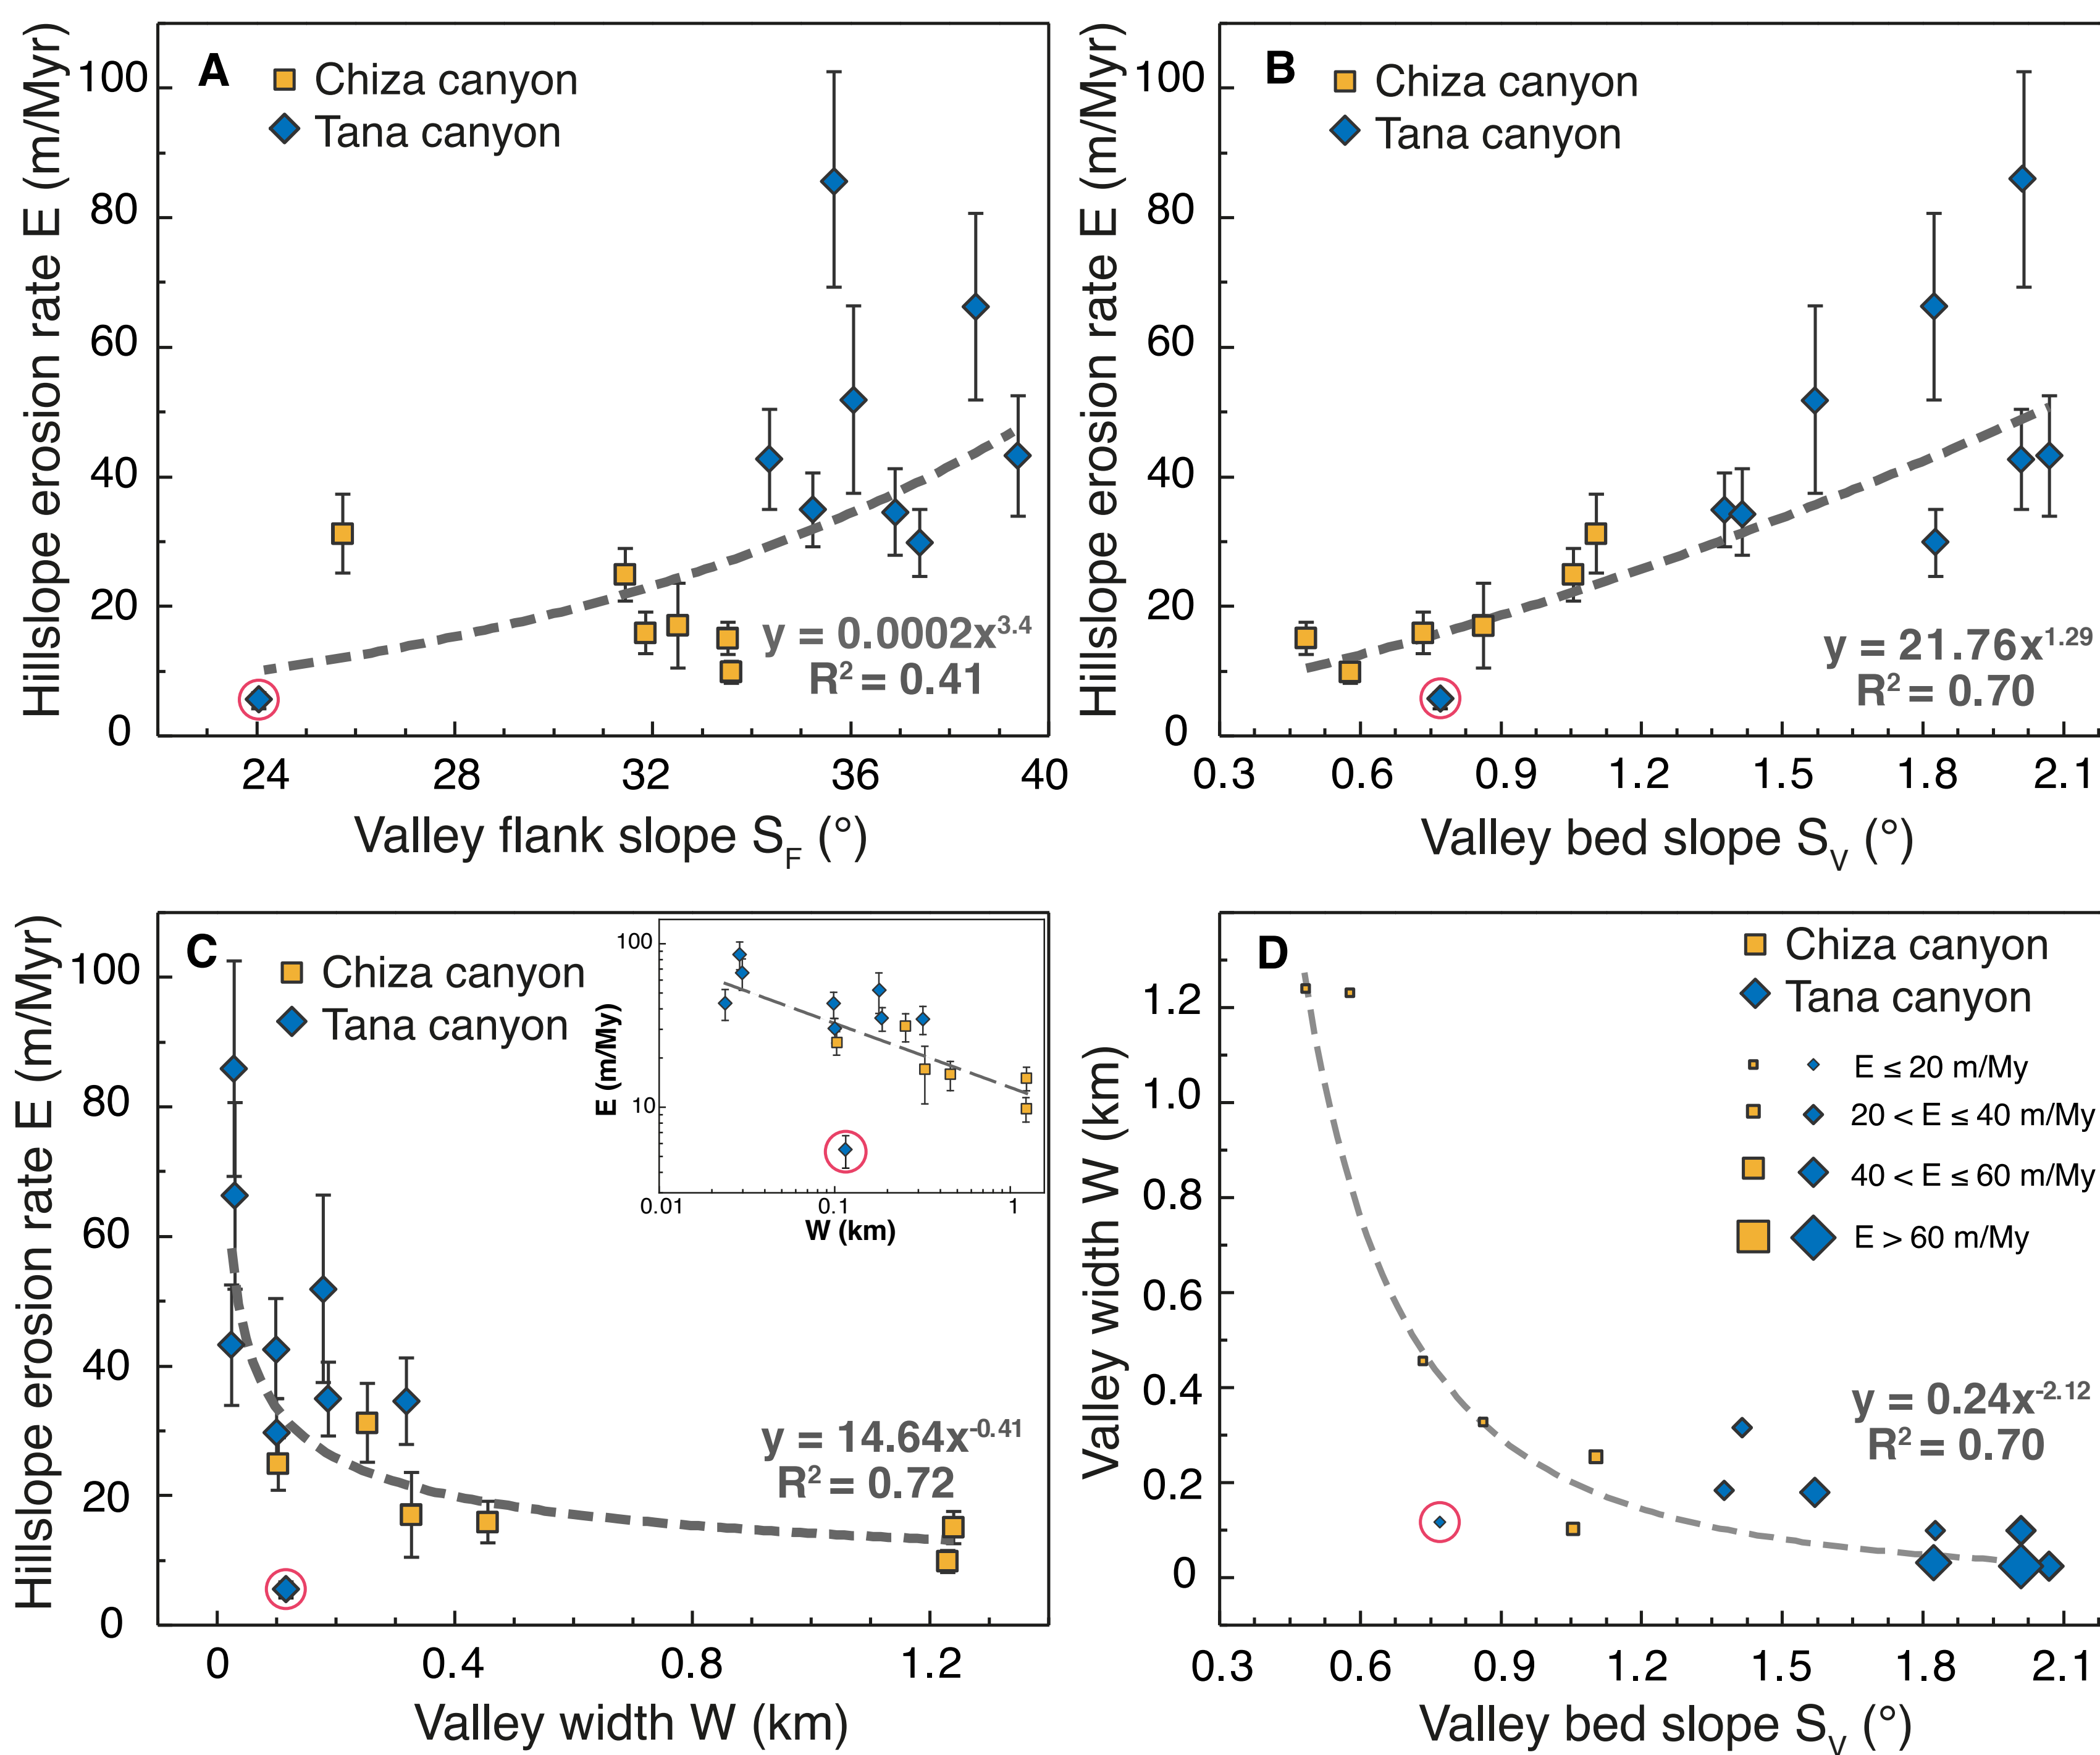 A
Chiza canyon
Tana canyon
Hillslope erosion rate E (m/Myr)
100
80
60
40
20
0
y = 0.0002x^3.4
R² = 0.41
24 28 32 36 40
Valley flank slope S_F (°)
B
Chiza canyon
Tana canyon
Hillslope erosion rate E (m/Myr)
100
80
60
40
20
0
y = 21.76x^1.29
R² = 0.70
0.3 0.6 0.9 1.2 1.5 1.8 2.1
Valley bed slope S_V (°)
C
Chiza canyon
Tana canyon
Hillslope erosion rate E (m/Myr)
100
80
60
40
20
0
E (m/My)
100
10
0.01 0.1 1
W (km)
y = 14.64x^-0.41
R² = 0.72
0 0.4 0.8 1.2
Valley width W (km)
D
Chiza canyon
Tana canyon
E ≤ 20 m/My
20 < E ≤ 40 m/My
40 < E ≤ 60 m/My
E > 60 m/My
Valley width W (km)
1.2
1.0
0.8
0.6
0.4
0.2
0
y = 0.24x^-2.12
R² = 0.70
0.3 0.6 0.9 1.2 1.5 1.8 2.1
Valley bed slope S_V (°)